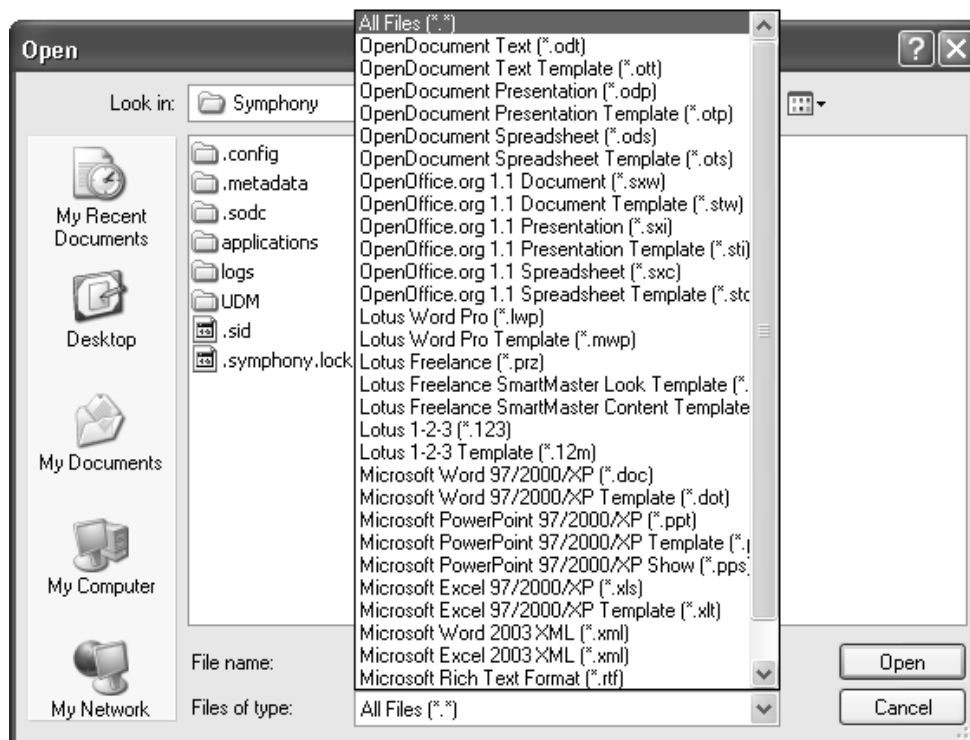 Open
Look in:
Symphony
My Recent
Documents
Desktop
My Documents
My Computer
My Network
.config
.metadata
.sodc
applications
logs
UDM
.sid
.symphony.lock
All Files (*.*)
OpenDocument Text (*.odt)
OpenDocument Text Template (*.ott)
OpenDocument Presentation (*.odp)
OpenDocument Presentation Template (*.otp)
OpenDocument Spreadsheet (*.ods)
OpenDocument Spreadsheet Template (*.ots)
OpenOffice.org 1.1 Document (*.sxw)
OpenOffice.org 1.1 Document Template (*.stw)
OpenOffice.org 1.1 Presentation (*.sxi)
OpenOffice.org 1.1 Presentation Template (*.sti)
OpenOffice.org 1.1 Spreadsheet (*.sxc)
OpenOffice.org 1.1 Spreadsheet Template (*.stc
Lotus Word Pro (*.lwp)
Lotus Word Pro Template (*.mwp)
Lotus Freelance (*.prz)
Lotus Freelance SmartMaster Look Template (*.
Lotus Freelance SmartMaster Content Template
Lotus 1-2-3 (*.123)
Lotus 1-2-3 Template (*.12m)
Microsoft Word 97/2000/XP (*.doc)
Microsoft Word 97/2000/XP Template (*.dot)
Microsoft PowerPoint 97/2000/XP (*.ppt)
Microsoft PowerPoint 97/2000/XP Template (*.p
Microsoft PowerPoint 97/2000/XP Show (*.pps)
Microsoft Excel 97/2000/XP (*.xls)
Microsoft Excel 97/2000/XP Template (*.xlt)
Microsoft Word 2003 XML (*.xml)
Microsoft Excel 2003 XML (*.xml)
Microsoft Rich Text Format (*.rtf)
File name:
Open
Files of type:
All Files (*.*)
Cancel